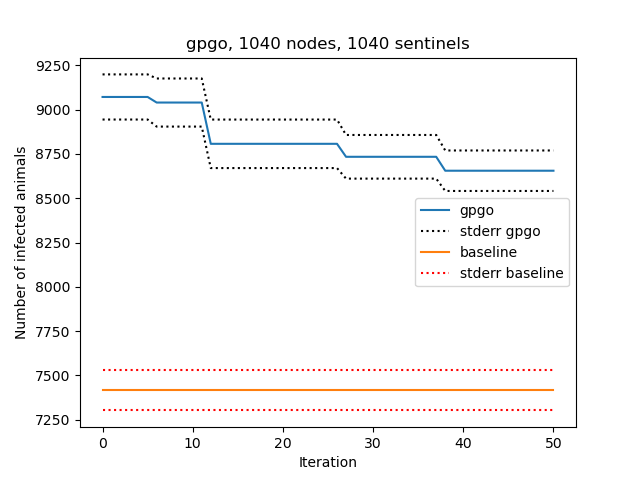 gpgo, 1040 nodes, 1040 sentinels
Number of infected animals
9250
9000
8750
8500
8250
8000
7750
7500
7250
gpgo
stderr gpgo
baseline
stderr baseline
0
10
20
30
40
50
Iteration